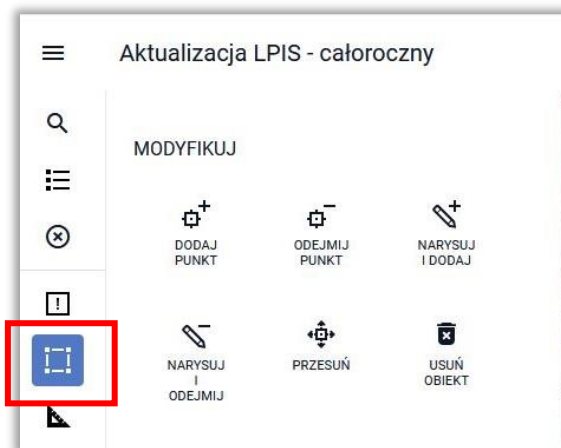 Aktualizacja LPIS - całoroczny
MODYFIKUJ
DODAJ
PUNKT
ODEJMIJ
PUNKT
NARYSUJ
I DODAJ
NARYSUJ
I
ODEJMIJ
PRZESUŃ
USUŃ
OBIEKT